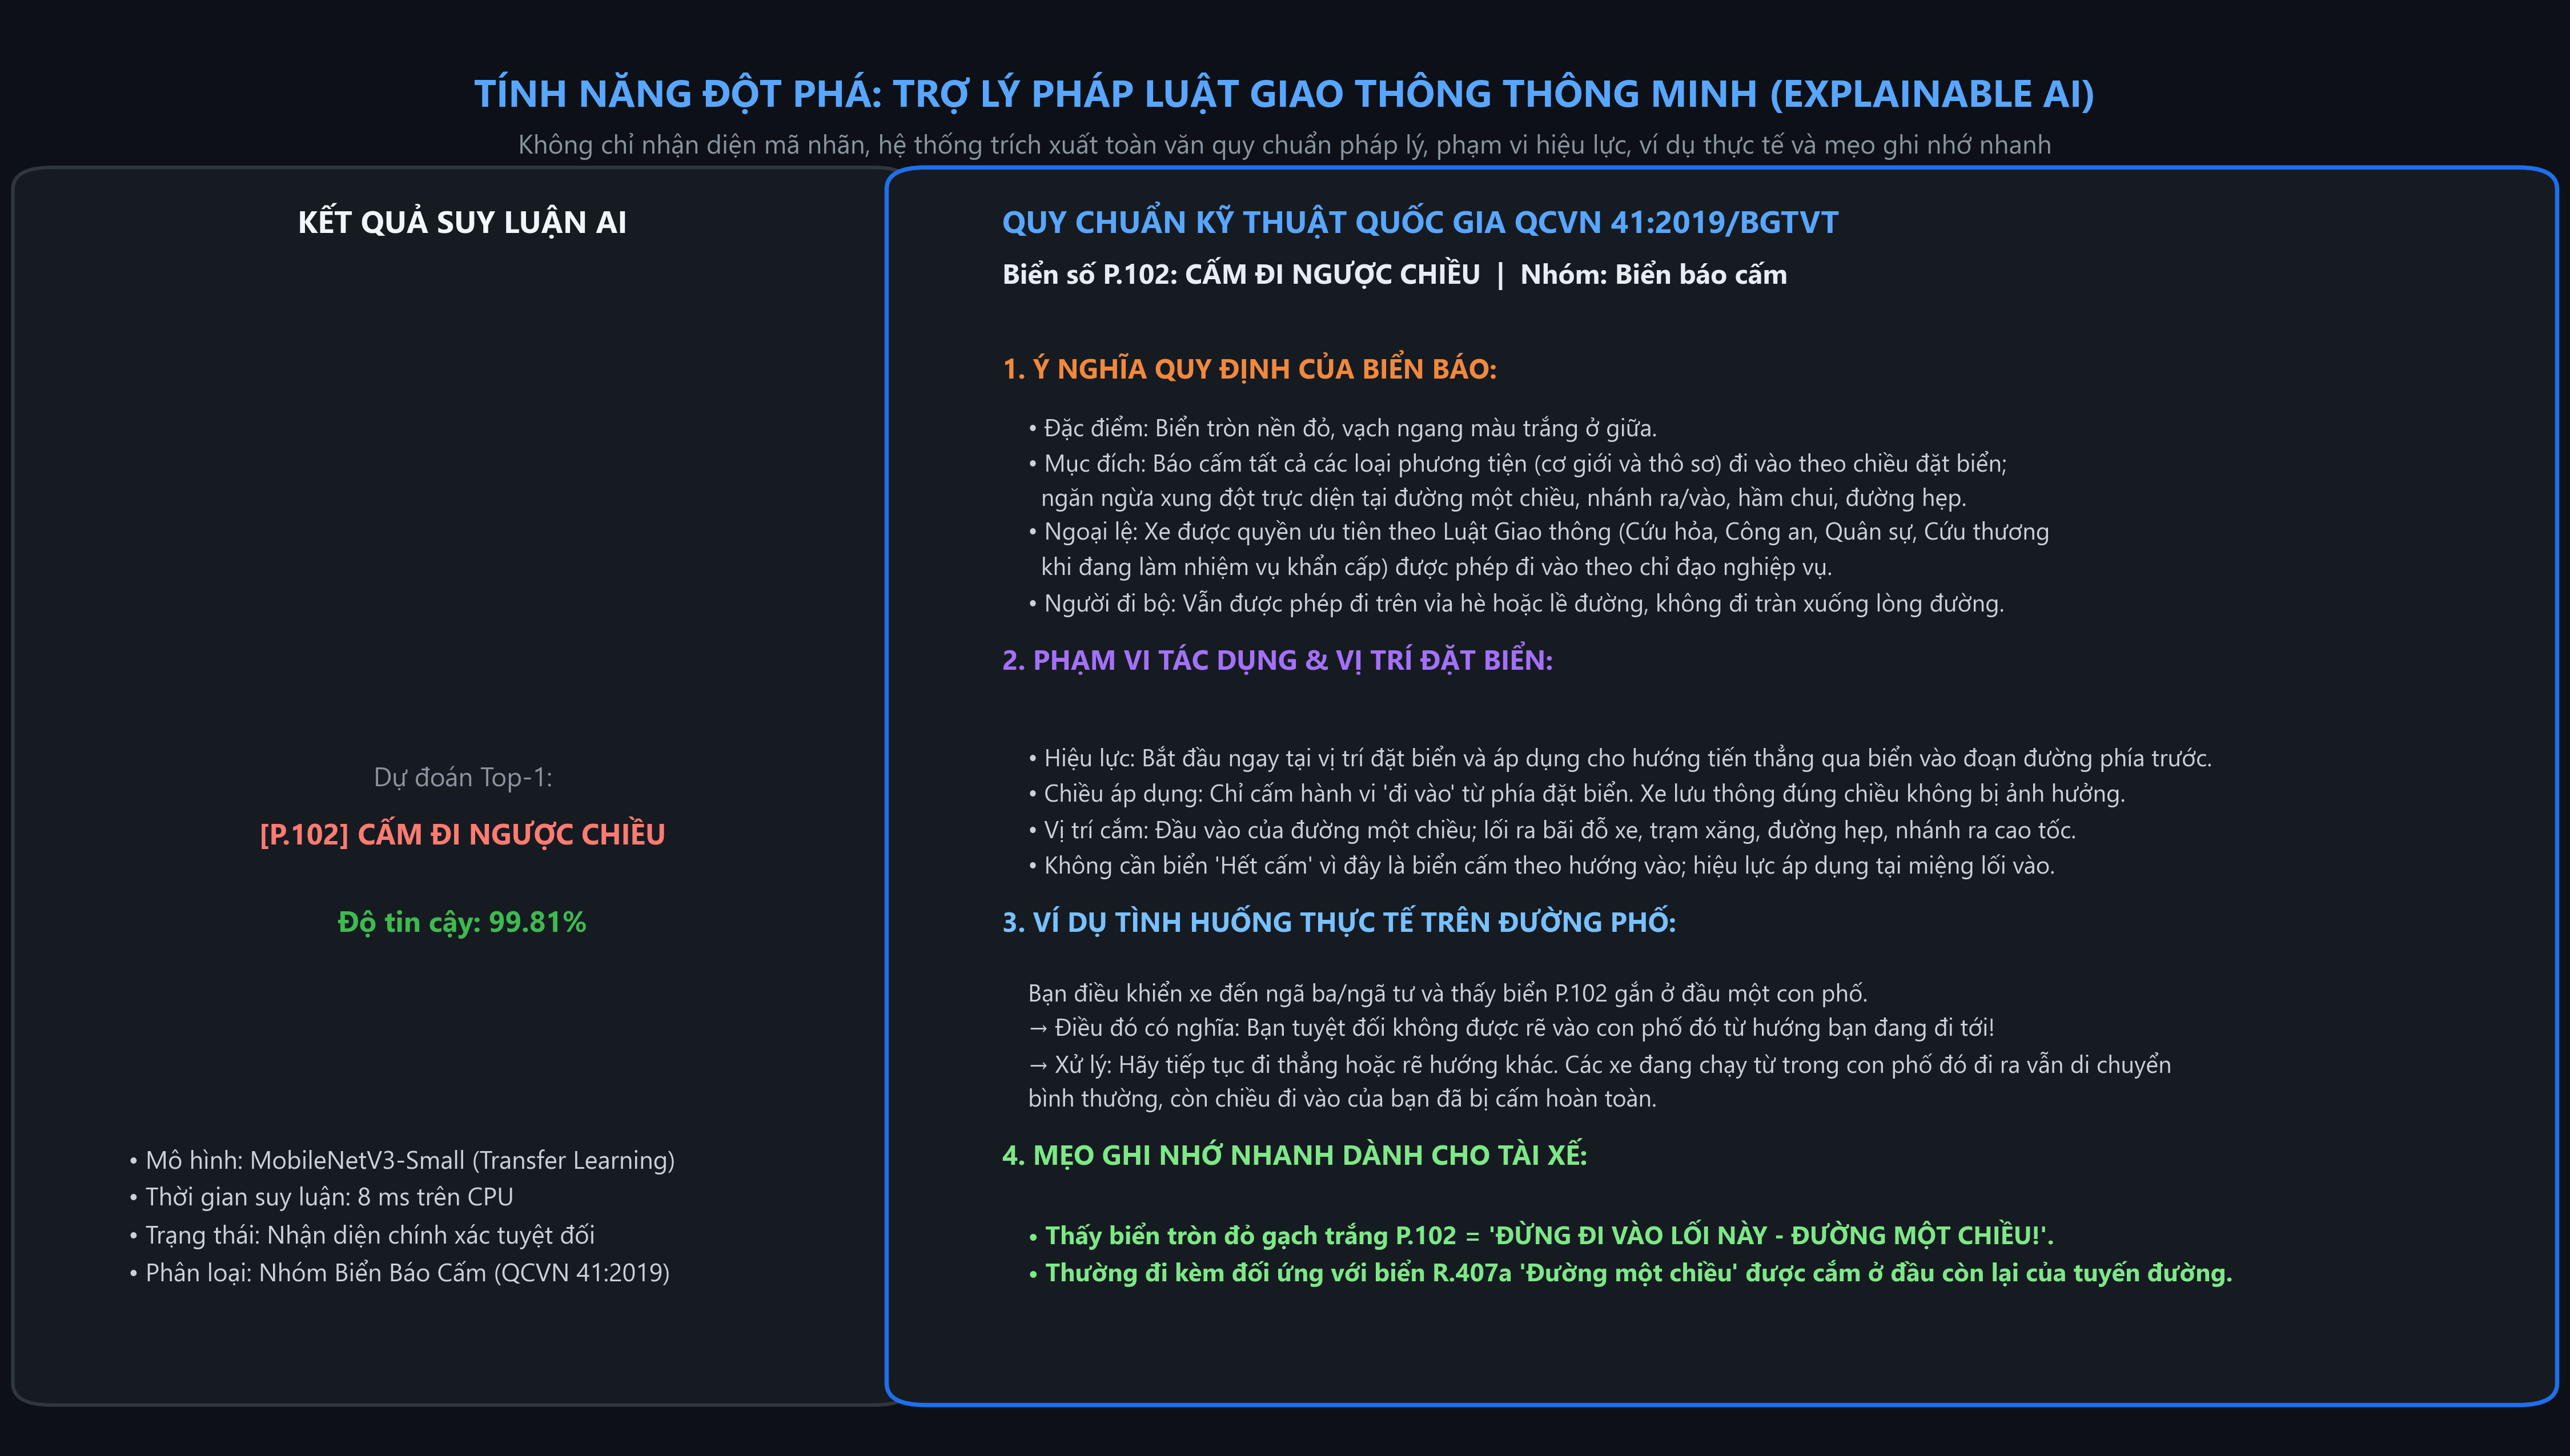 TÍNH NĂNG ĐỘT PHÁ: TRỢ LÝ PHÁP LUẬT GIAO THÔNG THÔNG MINH (EXPLAINABLE AI)
Không chỉ nhận diện mã nhãn, hệ thống trích xuất toàn văn quy chuẩn pháp lý, phạm vi hiệu lực, ví dụ thực tế và mẹo ghi nhớ nhanh
KẾT QUẢ SUY LUẬN AI
Dự đoán Top-1:
[P.102] CẤM ĐI NGƯỢC CHIỀU
Độ tin cậy: 99.81%
• Mô hình: MobileNetV3-Small (Transfer Learning)
• Thời gian suy luận: 8 ms trên CPU
• Trạng thái: Nhận diện chính xác tuyệt đối
• Phân loại: Nhóm Biển Báo Cấm (QCVN 41:2019)
QUY CHUẨN KỸ THUẬT QUỐC GIA QCVN 41:2019/BGTVT
Biển số P.102: CẤM ĐI NGƯỢC CHIỀU | Nhóm: Biển báo cấm
1. Ý NGHĨA QUY ĐỊNH CỦA BIỂN BÁO:
• Đặc điểm: Biển tròn nền đỏ, vạch ngang màu trắng ở giữa.
• Mục đích: Báo cấm tất cả các loại phương tiện (cơ giới và thô sơ) đi vào theo chiều đặt biển;
ngăn ngừa xung đột trực diện tại đường một chiều, nhánh ra/vào, hầm chui, đường hẹp.
• Ngoại lệ: Xe được quyền ưu tiên theo Luật Giao thông (Cứu hỏa, Công an, Quân sự, Cứu thương
khi đang làm nhiệm vụ khẩn cấp) được phép đi vào theo chỉ đạo nghiệp vụ.
• Người đi bộ: Vẫn được phép đi trên vỉa hè hoặc lề đường, không đi tràn xuống lòng đường.
2. PHẠM VI TÁC DỤNG & VỊ TRÍ ĐẶT BIỂN:
• Hiệu lực: Bắt đầu ngay tại vị trí đặt biển và áp dụng cho hướng tiến thẳng qua biển vào đoạn đường phía trước.
• Chiều áp dụng: Chỉ cấm hành vi 'đi vào' từ phía đặt biển. Xe lưu thông đúng chiều không bị ảnh hưởng.
• Vị trí cắm: Đầu vào của đường một chiều; lối ra bãi đỗ xe, trạm xăng, đường hẹp, nhánh ra cao tốc.
• Không cần biển 'Hết cấm' vì đây là biển cấm theo hướng vào; hiệu lực áp dụng tại miệng lối vào.
3. VÍ DỤ TÌNH HUỐNG THỰC TẾ TRÊN ĐƯỜNG PHỐ:
Bạn điều khiển xe đến ngã ba/ngã tư và thấy biển P.102 gắn ở đầu một con phố.
→ Điều đó có nghĩa: Bạn tuyệt đối không được rẽ vào con phố đó từ hướng bạn đang đi tới!
→ Xử lý: Hãy tiếp tục đi thẳng hoặc rẽ hướng khác. Các xe đang chạy từ trong con phố đó đi ra vẫn di chuyển
bình thường, còn chiều đi vào của bạn đã bị cấm hoàn toàn.
4. MẸO GHI NHỚ NHANH DÀNH CHO TÀI XẾ:
• Thấy biển tròn đỏ gạch trắng P.102 = 'ĐỪNG ĐI VÀO LỐI NÀY - ĐƯỜNG MỘT CHIỀU!'.
• Thường đi kèm đối ứng với biển R.407a 'Đường một chiều' được cắm ở đầu còn lại của tuyến đường.